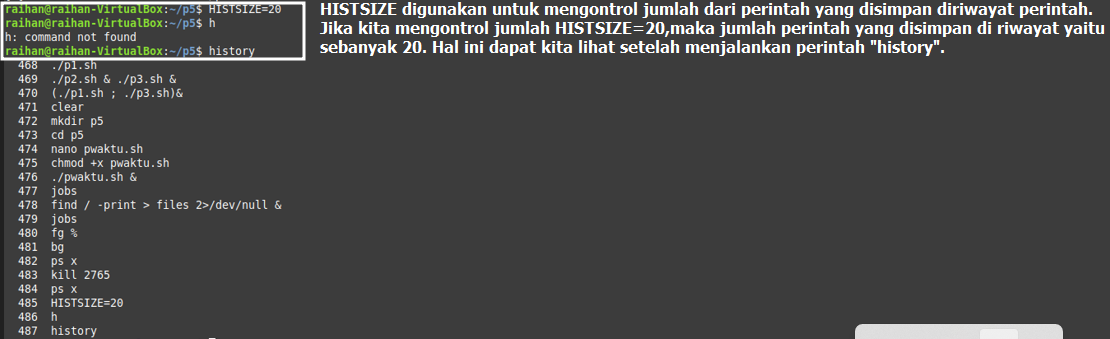 raihan@raihan-VirtualBox:~/p5$ HISTSIZE=20
raihan@raihan-VirtualBox:~/p5$ h
h: command not found
raihan@raihan-VirtualBox:~/p5$ history
HISTSIZE digunakan untuk mengontrol jumlah dari perintah yang disimpan diriwayat perintah.
Jika kita mengontrol jumlah HISTSIZE=20,maka jumlah perintah yang disimpan di riwayat yaitu
sebanyak 20. Hal ini dapat kita lihat setelah menjalankan perintah "history".
468 ./p1.sh
469 ./p2.sh & ./p3.sh &
470 (./p1.sh ; ./p3.sh)&
471 clear
472 mkdir p5
473 cd p5
474 nano pwaktu.sh
475 chmod +x pwaktu.sh
476 ./pwaktu.sh &
477 jobs
478 find / -print > files 2>/dev/null &
479 jobs
480 fg %
481 bg
482 ps x
483 kill 2765
484 ps x
485 HISTSIZE=20
486 h
487 history